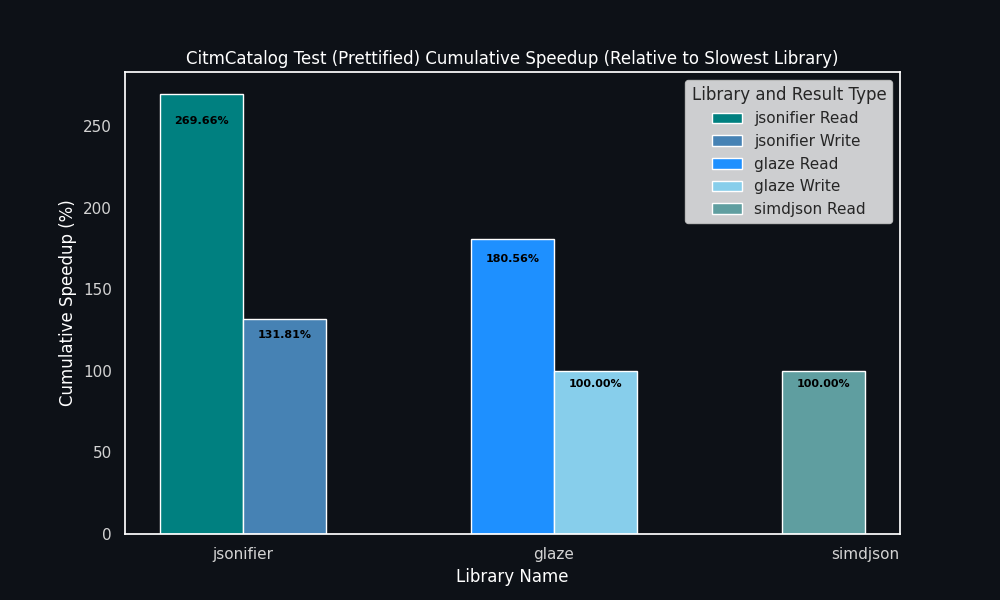 CitmCatalog Test (Prettified) Cumulative Speedup (Relative to Slowest Library)
Library and Result Type
jsonifier Read
jsonifier Write
glaze Read
glaze Write
simdjson Read
Cumulative Speedup (%)
250
200
150
100
50
0
269.66%
131.81%
180.56%
100.00%
100.00%
jsonifier
glaze
simdjson
Library Name